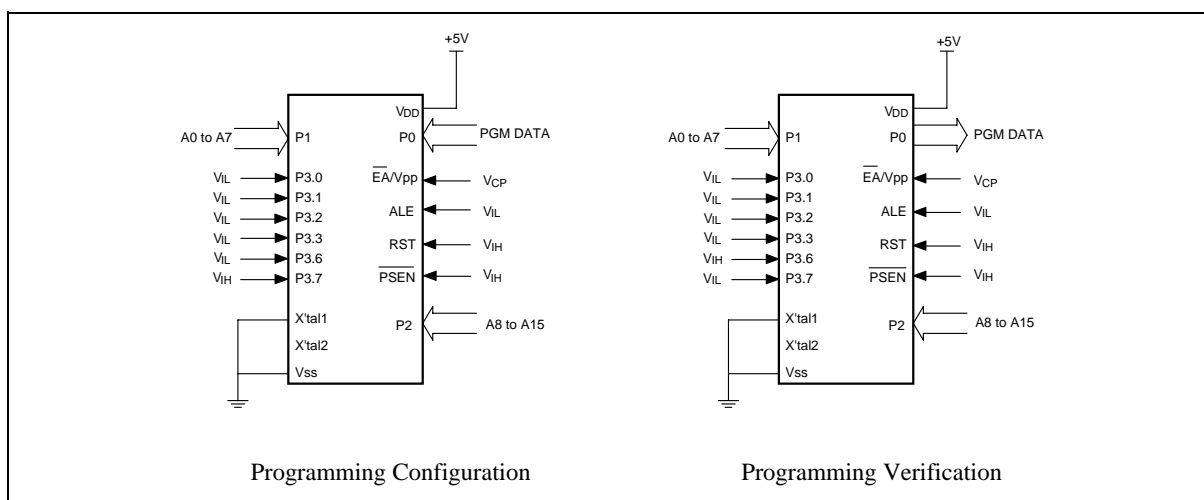 +5V
VDD
A0 to A7 P1 P0 PGM DATA
VIL P3.0 EA/Vpp VCP
VIL P3.1
VIL P3.2 ALE VIL
VIL P3.3 RST VIH
VIL P3.6
VIH P3.7 PSEN VIH
X'tal1 P2 A8 to A15
X'tal2
Vss
Programming Configuration
+5V
VDD
A0 to A7 P1 P0 PGM DATA
VIL P3.0 EA/Vpp VCP
VIL P3.1
VIL P3.2 ALE VIL
VIL P3.3 RST VIH
VIH P3.6
VIL P3.7 PSEN VIH
X'tal1 P2 A8 to A15
X'tal2
Vss
Programming Verification